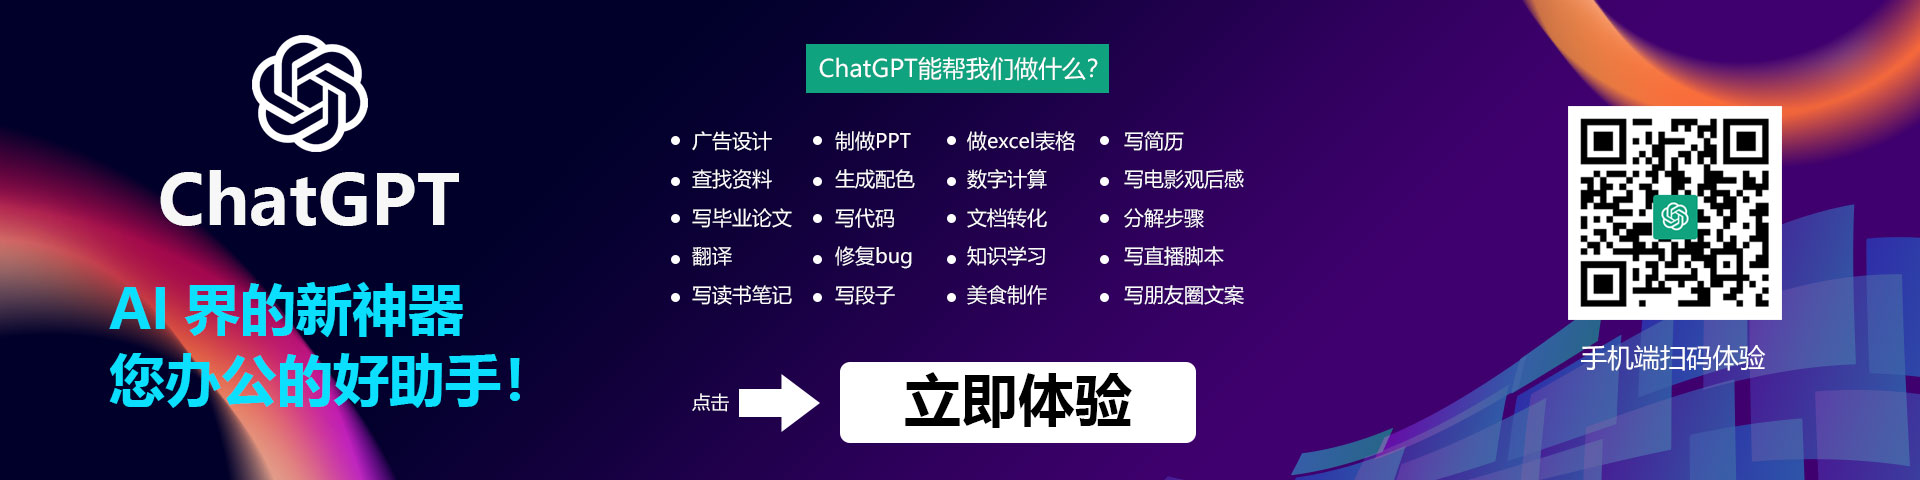 ChatGPT
AI 界的新神器
您办公的好助手!
ChatGPT能帮我们做什么?
广告设计
制做PPT
做excel表格
写简历
查找资料
生成配色
数字计算
写电影观后感
写毕业论文
写代码
文档转化
分解步骤
翻译
修复bug
知识学习
写直播脚本
写读书笔记
写段子
美食制作
写朋友圈文案
点击
立即体验
手机端扫码体验